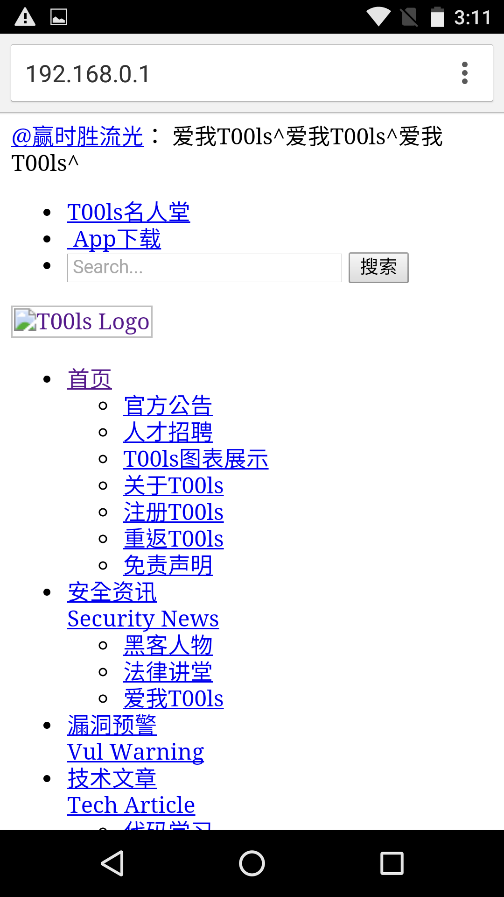 3:11
192.168.0.1
@赢时胜流光： 爱我T00ls^爱我T00ls^爱我
T00ls^
T00ls名人堂
App下载
Search... 搜索
T00ls Logo
首页
官方公告
人才招聘
T00ls图表展示
关于T00ls
注册T00ls
重返T00ls
免责声明
安全资讯
Security News
黑客人物
法律讲堂
爱我T00ls
漏洞预警
Vul Warning
技术文章
Tech Article
代码学习